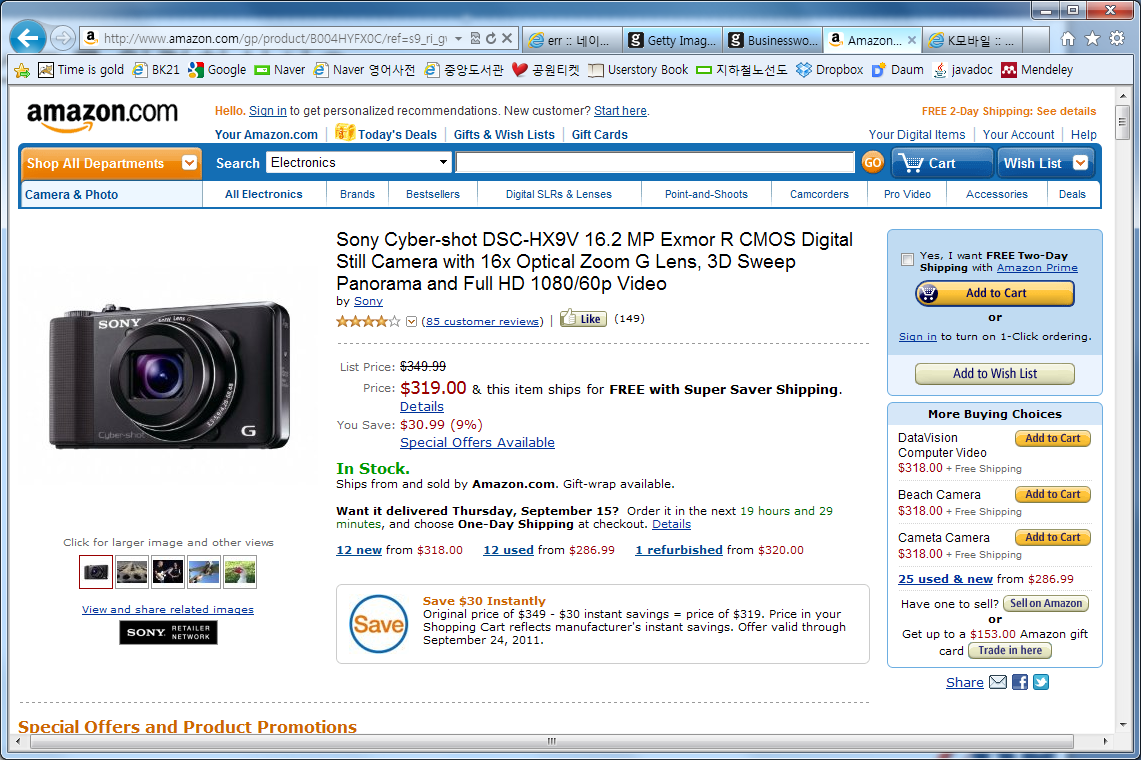 http://www.amazon.com/gp/product/B004HYFX0C/ref=s9_ri_g
err :: 네이...
Getty Imag...
Businesswo...
Amazon...
K모바일 :: ...
Time is gold
BK21
Google
Naver
Naver 영어사전
중앙도서관
공원티켓
Userstory Book
지하철노선도
Dropbox
Daum
javadoc
Mendeley
amazon.com
Hello. Sign in to get personalized recommendations. New customer? Start here.
FREE 2-Day Shipping: See details
Your Amazon.com
Today's Deals
Gifts & Wish Lists
Gift Cards
Your Digital Items
Your Account
Help
Shop All Departments
Search
Electronics
GO
Cart
Wish List
Camera & Photo
All Electronics
Brands
Bestsellers
Digital SLRs & Lenses
Point-and-Shoots
Camcorders
Pro Video
Accessories
Deals
SONY
Cyber-shot
G
Click for larger image and other views
View and share related images
SONY RETAILER NETWORK
Sony Cyber-shot DSC-HX9V 16.2 MP Exmor R CMOS Digital
Still Camera with 16x Optical Zoom G Lens, 3D Sweep
Panorama and Full HD 1080/60p Video
by Sony
(85 customer reviews) | Like (149)
List Price: $349.99
Price: $319.00 & this item ships for FREE with Super Saver Shipping.
Details
You Save: $30.99 (9%)
Special Offers Available
In Stock.
Ships from and sold by Amazon.com. Gift-wrap available.
Want it delivered Thursday, September 15? Order it in the next 19 hours and 29
minutes, and choose One-Day Shipping at checkout. Details
12 new from $318.00
12 used from $286.99
1 refurbished from $320.00
Save
Save $30 Instantly
Original price of $349 - $30 instant savings = price of $319. Price in your
Shopping Cart reflects manufacturer's instant savings. Offer valid through
September 24, 2011.
Yes, I want FREE Two-Day
Shipping with Amazon Prime
Add to Cart
or
Sign in to turn on 1-Click ordering.
Add to Wish List
More Buying Choices
DataVision
Computer Video
Add to Cart
$318.00 + Free Shipping
Beach Camera
Add to Cart
$318.00 + Free Shipping
Cameta Camera
Add to Cart
$318.00 + Free Shipping
25 used & new from $286.99
Have one to sell? Sell on Amazon
or
Get up to a $153.00 Amazon gift
card Trade in here
Share
Special Offers and Product Promotions